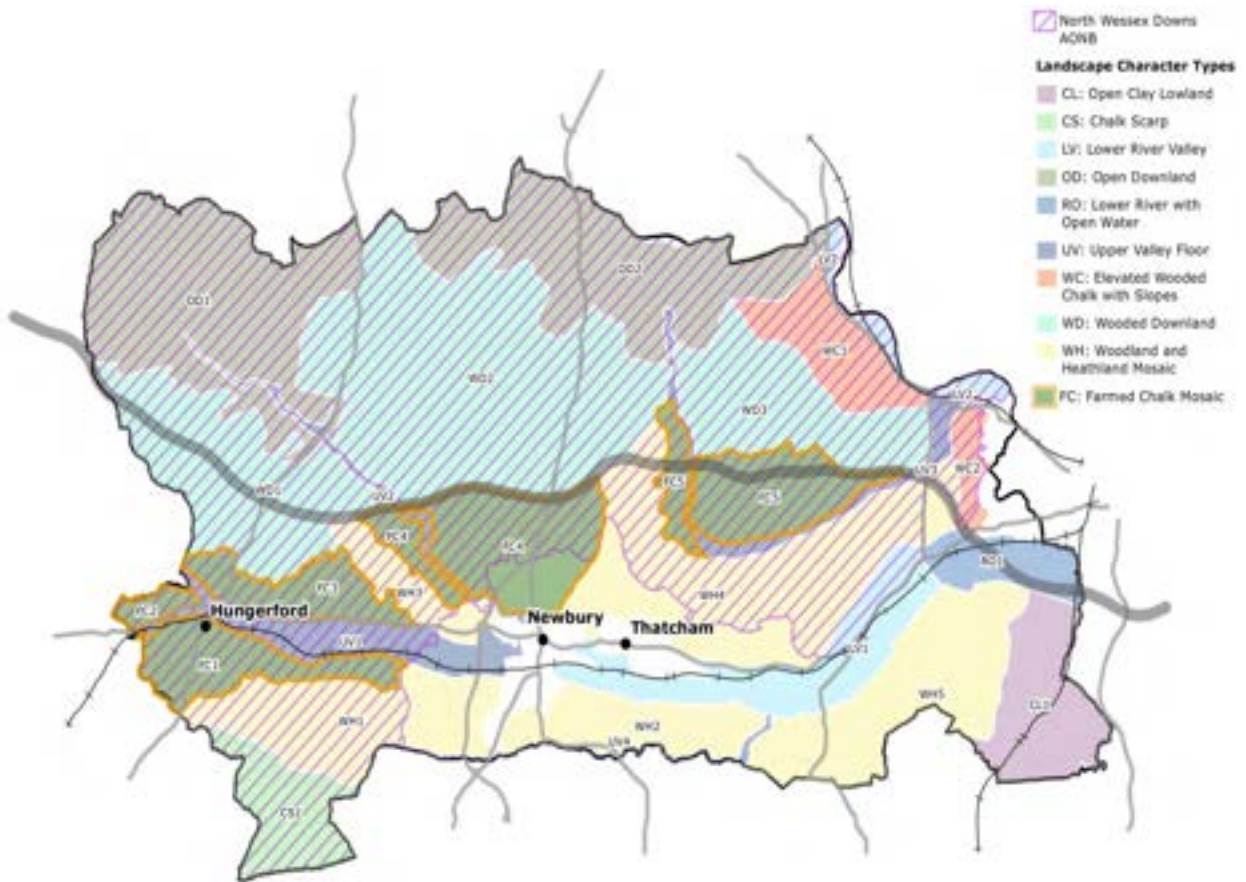 North Wessex Downs
AONB
Landscape Character Types
CL: Open Clay Lowland
CS: Chalk Scarp
LV: Lower River Valley
OD: Open Downland
RO: Lower River with
Open Water
UV: Upper Valley Floor
WC: Elevated Wooded
Chalk with Slopes
WD: Wooded Downland
WH: Woodland and
Heathland Mosaic
FC: Farmed Chalk Mosaic
OD2
OD1
WC1
WD2
WD3
UV3
WC2
WD1
UV2
FC5
FC5
FC4
FC4
RO1
FC3
WH3
WH4
FC2
Hungerford
Newbury
Thatcham
UV1
LV1
FC1
WH5
CL1
WH1
WH2
UV4
CS1